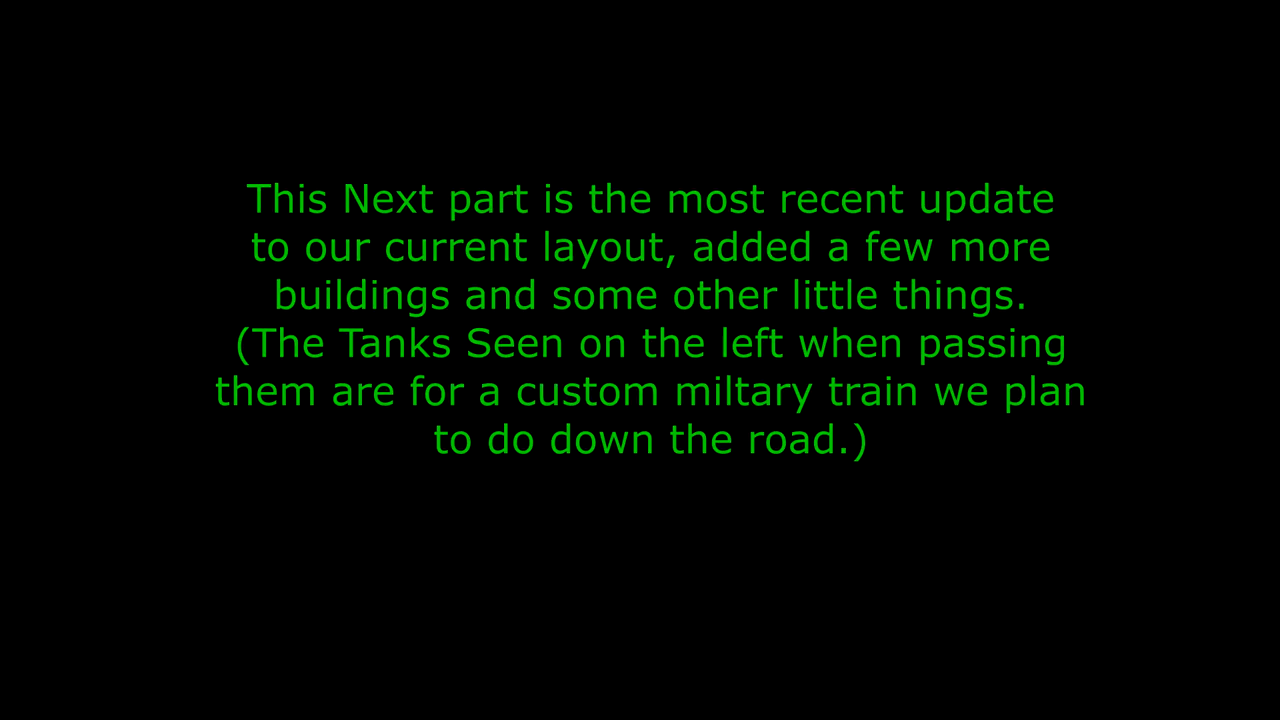 This Next part is the most recent update
to our current layout, added a few more
buildings and some other little things.
(The Tanks Seen on the left when passing
them are for a custom miltary train we plan
to do down the road.)